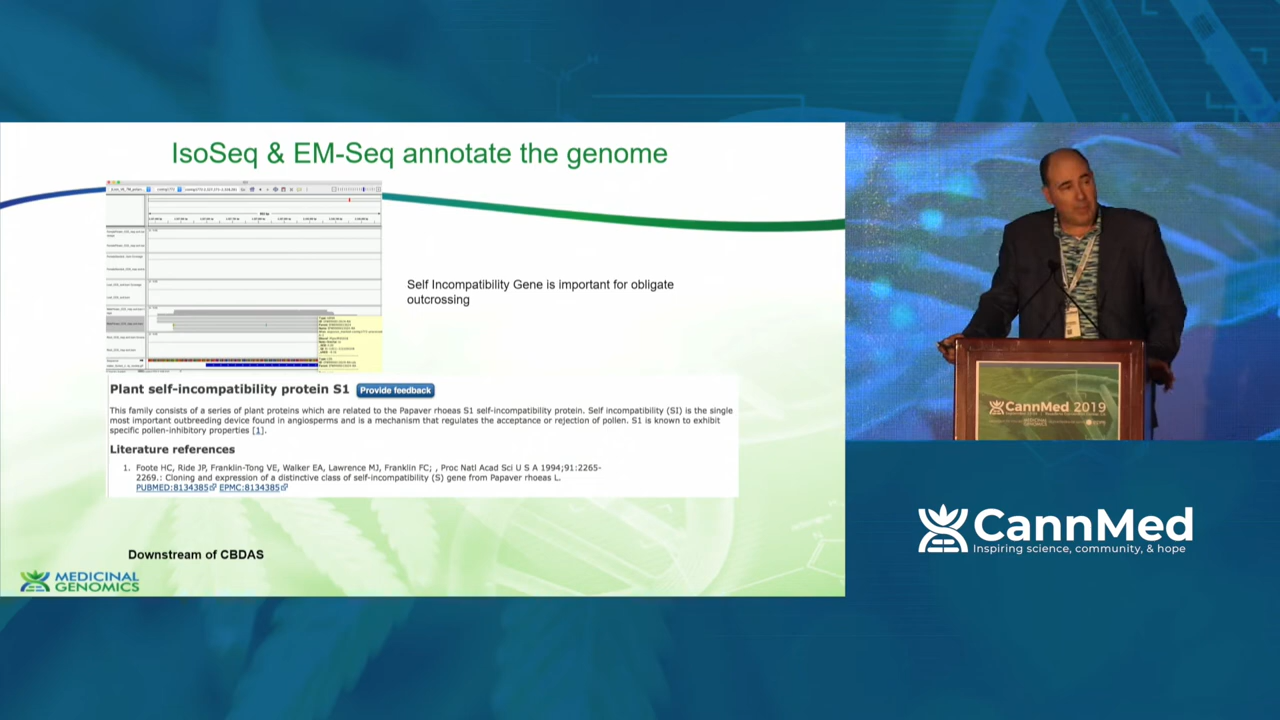 IsoSeq & EM-Seq annotate the genome
Self Incompatibility Gene is important for obligate
outcrossing
Plant self-incompatibility protein S1 Provide feedback
This family consists of a series of plant proteins which are related to the Papaver rhoeas S1 self-incompatibility protein. Self incompatibility (SI) is the single
most important outbreeding device found in angiosperms and is a mechanism that regulates the acceptance or rejection of pollen. S1 is known to exhibit
specific pollen-inhibitory properties [1].
Literature references
1. Foote HC, Ride JP, Franklin-Tong VE, Walker EA, Lawrence MJ, Franklin FC; , Proc Natl Acad Sci U S A 1994;91:2265-
2269.: Cloning and expression of a distinctive class of self-incompatibility (S) gene from Papaver rhoeas L.
PUBMED:8134385 EPMC:8134385
Downstream of CBDAS
MEDICINAL
GENOMICS
CannMed 2019
CannMed
Inspiring science, community, & hope